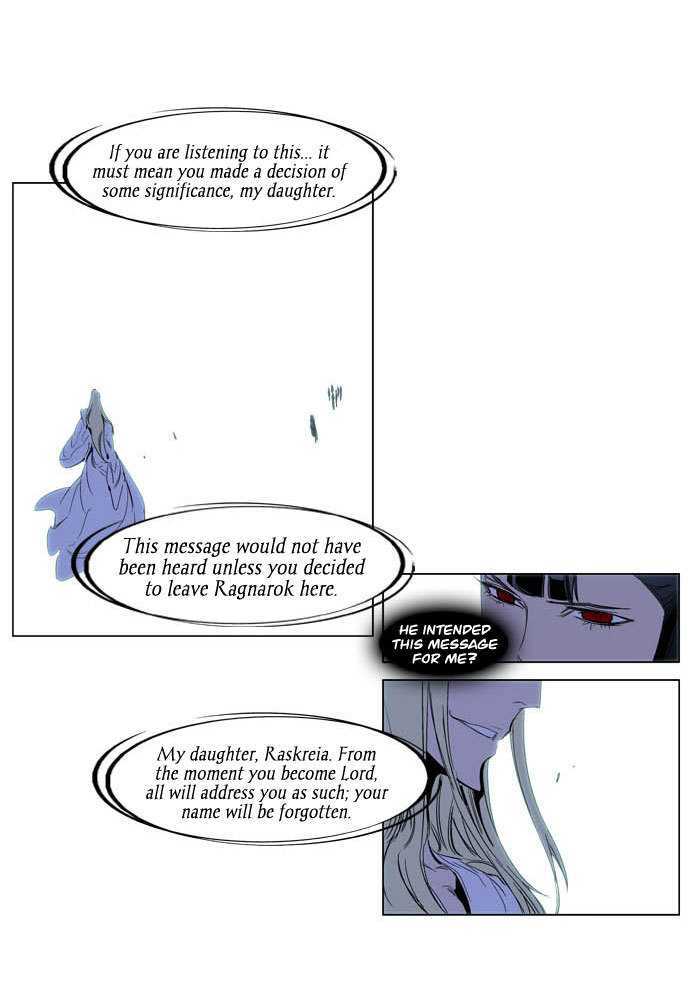 If you are listening to this... it
must mean you made a decision of
some significance, my daughter.
This message would not have
been heard unless you decided
to leave Ragnarok here.
HE INTENDED
THIS MESSAGE
FOR ME?
My daughter, Raskreia. From
the moment you become Lord,
all will address you as such; your
name will be forgotten.